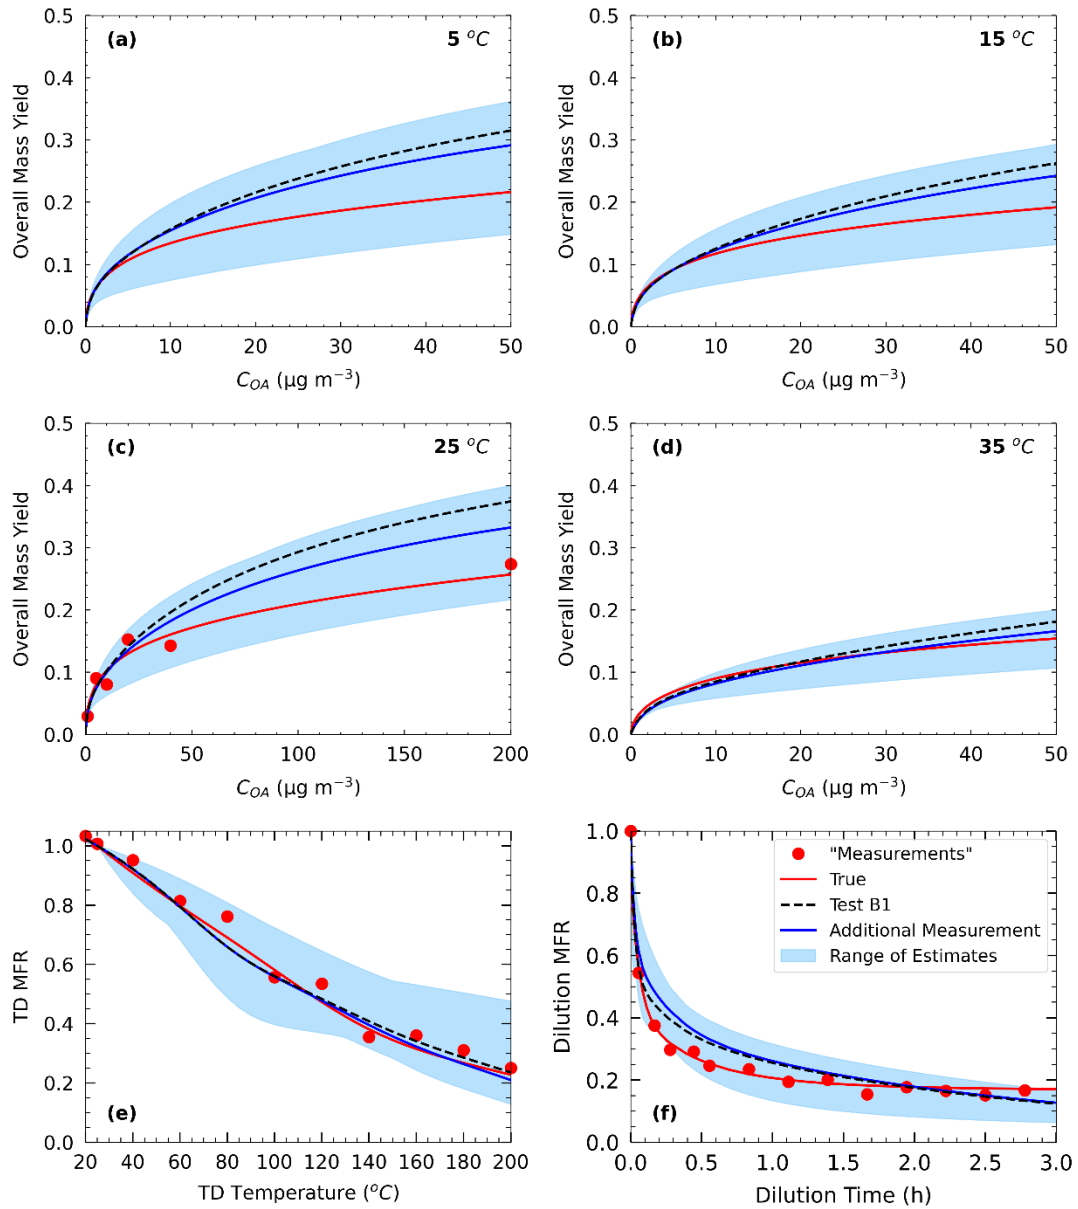 (a) 5 °C
Overall Mass Yield
0.5
0.4
0.3
0.2
0.1
0.0
0 10 20 30 40 50
C_OA (μg m⁻³)
(b) 15 °C
Overall Mass Yield
0.5
0.4
0.3
0.2
0.1
0.0
0 10 20 30 40 50
C_OA (μg m⁻³)
(c) 25 °C
Overall Mass Yield
0.5
0.4
0.3
0.2
0.1
0.0
0 50 100 150 200
C_OA (μg m⁻³)
(d) 35 °C
Overall Mass Yield
0.5
0.4
0.3
0.2
0.1
0.0
0 10 20 30 40 50
C_OA (μg m⁻³)
(e)
TD MFR
1.0
0.8
0.6
0.4
0.2
0.0
20 40 60 80 100 120 140 160 180 200
TD Temperature (°C)
(f)
Dilution MFR
1.0
0.8
0.6
0.4
0.2
0.0
"Measurements"
True
Test B1
Additional Measurement
Range of Estimates
0.0 0.5 1.0 1.5 2.0 2.5 3.0
Dilution Time (h)